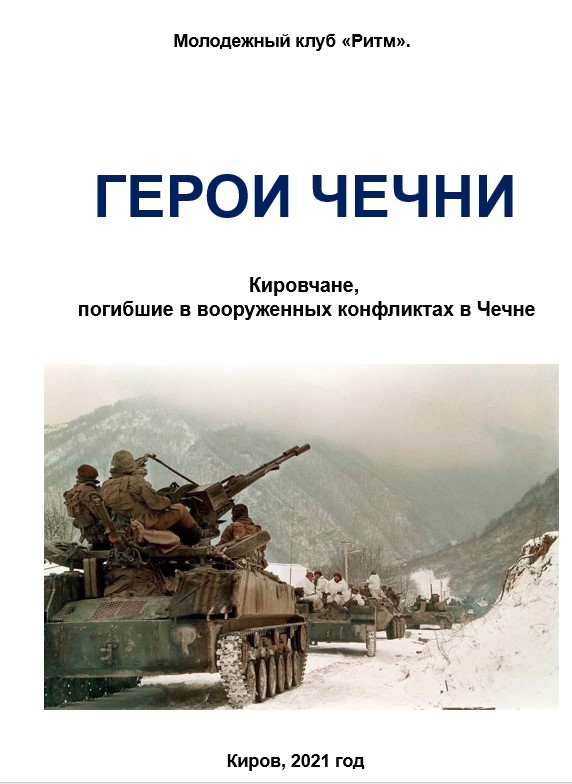 Молодежный клуб «Ритм».
ГЕРОИ ЧЕЧНИ
Кировчане,
погибшие в вооруженных конфликтах в Чечне
Киров, 2021 год